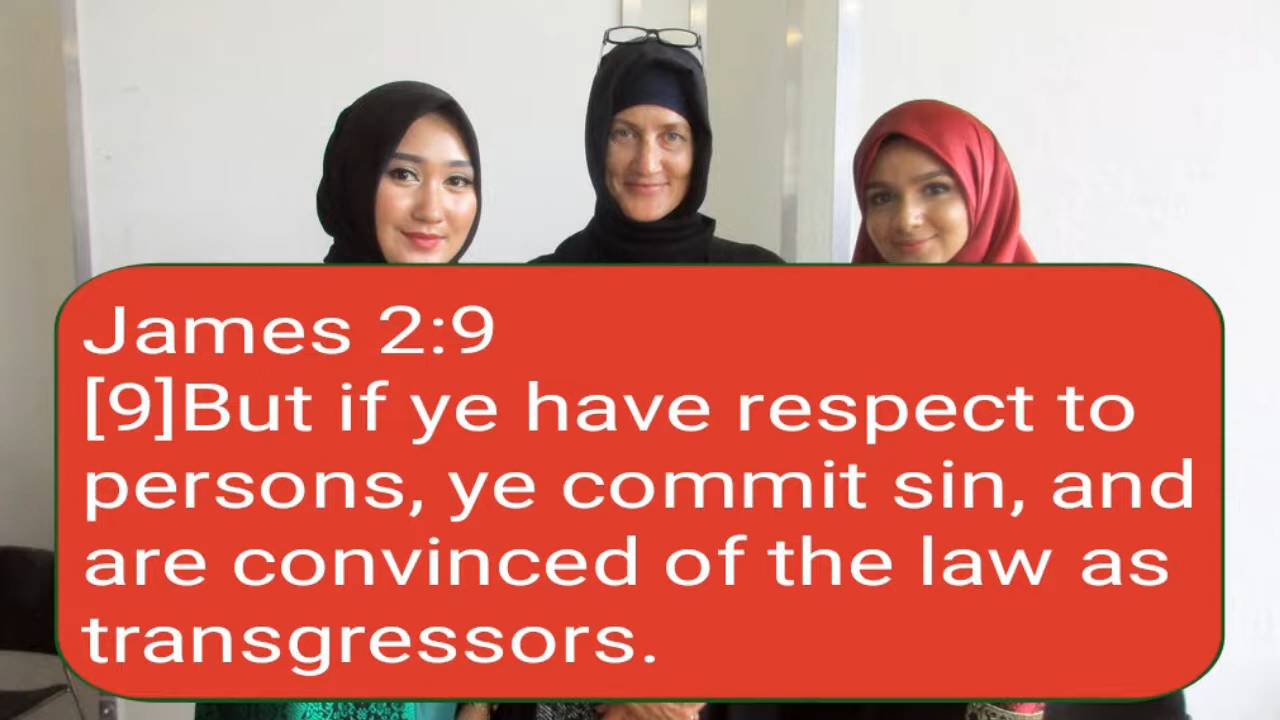 James 2:9
[9]But if ye have respect to
persons, ye commit sin, and
are convinced of the law as
transgressors.